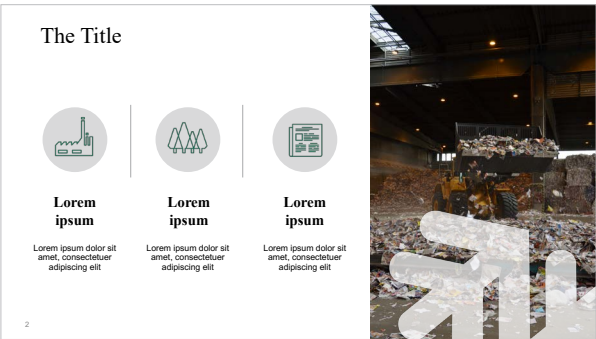 The Title
Lorem
ipsum
Lorem ipsum dolor sit
amet, consectetuer
adipiscing elit
Lorem
ipsum
Lorem ipsum dolor sit
amet, consectetuer
adipiscing elit
Lorem
ipsum
Lorem ipsum dolor sit
amet, consectetuer
adipiscing elit
2